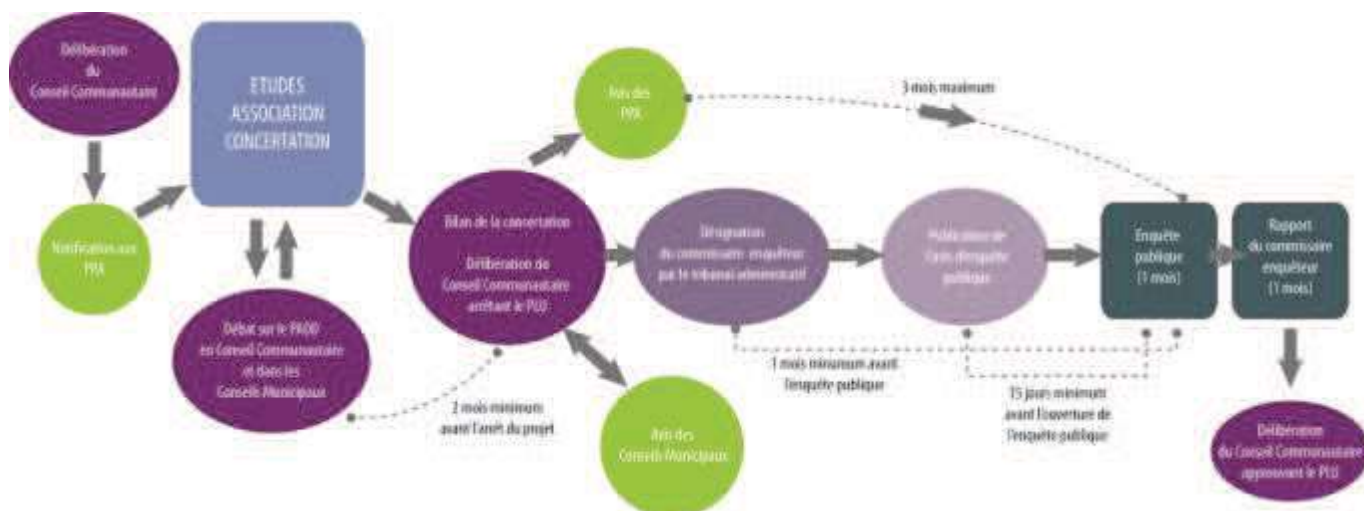 Délibération
du
Conseil Communautaire
Notification aux
PPA
ETUDES
ASSOCIATION
CONCERTATION
Débat sur le PADD
en Conseil Communautaire
et dans les
Conseils Municipaux
2 mois minimum
avant l'arrêt du projet
Bilan de la concertation
Délibération du
Conseil Communautaire
arrêtant le PLU
Avis des
PPA
Avis des
Conseils Municipaux
3 mois maximum
Désignation
du commissaire enquêteur
par le tribunal administratif
Publication de
l'avis d'enquête
publique
1 mois minimum avant
l'enquête publique
15 jours minimum
avant l'ouverture de
l'enquête publique
Enquête
publique
(1 mois)
Rapport
du commissaire
enquêteur
(1 mois)
Délibération
du Conseil Communautaire
approuvant le PLU